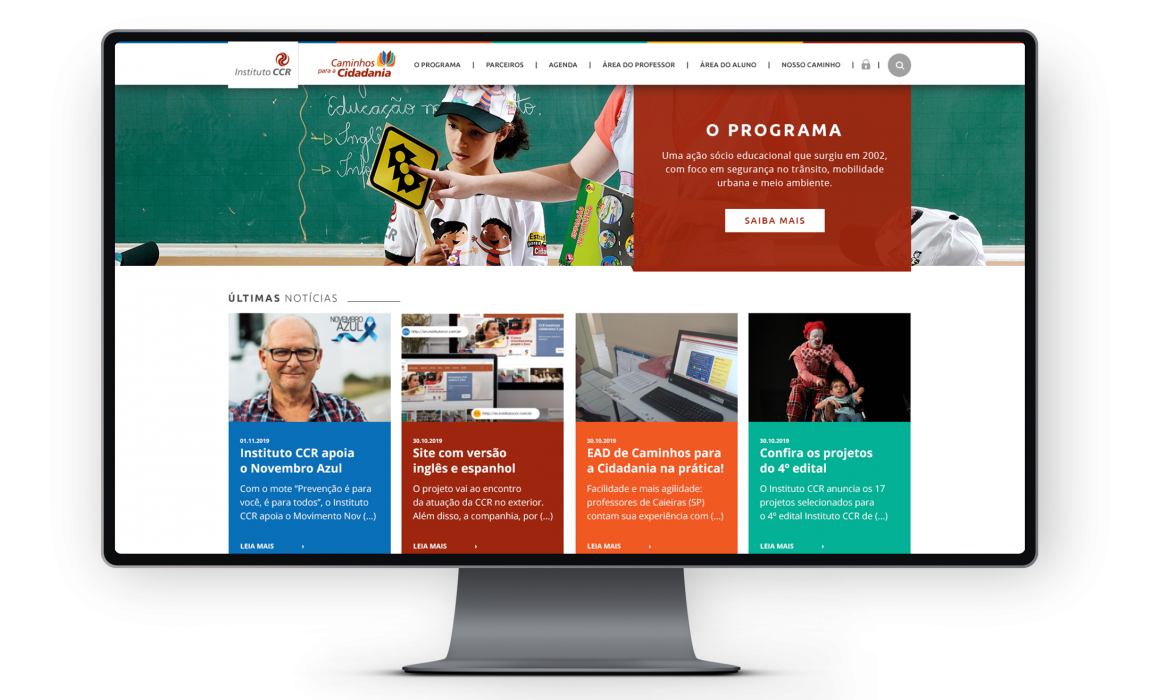 Instituto CCR
Caminhos
para a Cidadania
O PROGRAMA | PARCEIROS | AGENDA | ÁREA DO PROFESSOR | ÁREA DO ALUNO | NOSSO CAMINHO | |
Educação
O PROGRAMA
Uma ação sócio educacional que surgiu em 2002,
com foco em segurança no trânsito, mobilidade
urbana e meio ambiente.
SAIBA MAIS
ÚLTIMAS NOTÍCIAS
NOVEMBRO
AZUL
01.11.2019
Instituto CCR apoia
o Novembro Azul
Com o mote “Prevenção é para
você, é para todos”, o Instituto
CCR apoia o Movimento Nov (...)
LEIA MAIS ›
30.10.2019
Site com versão
inglês e espanhol
O projeto vai ao encontro
da atuação da CCR no exterior.
Além disso, a companhia, por (...)
LEIA MAIS ›
30.10.2019
EAD de Caminhos para
a Cidadania na prática!
Facilidade e mais agilidade:
professores de Caieiras (SP)
contam sua experiência com (...)
LEIA MAIS ›
30.10.2019
Confira os projetos
do 4º edital
O Instituto CCR anuncia os 17
projetos selecionados para
o 4º edital Instituto CCR de (...)
LEIA MAIS ›